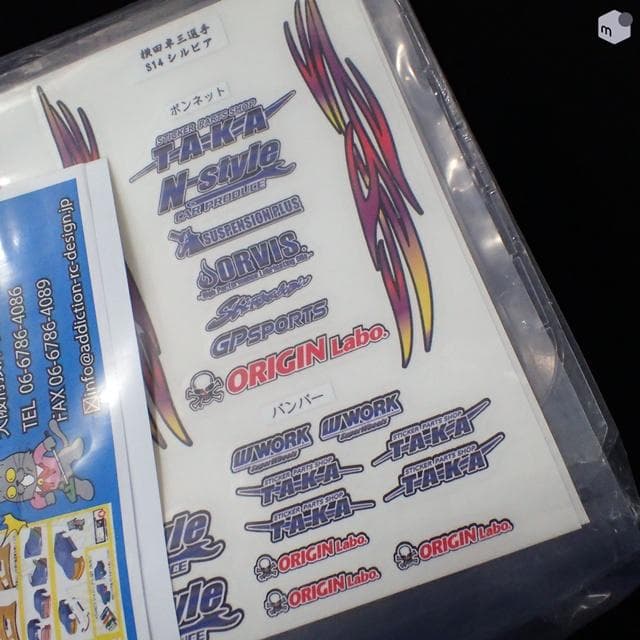 横田卓三選手
S14 シルビア
ボンネット
STICKER PARTS SHOP
T-A-K-A
N-style
CAR PRODUCE
SUSPENSION PLUS
ORVIS.
GPSPORTS
ORIGIN Labo.
バンパー
WORK
WORK
STICKER PARTS SHOP
T-A-K-A
STICKER PARTS SHOP
T-A-K-A
STICKER PARTS SHOP
T-A-K-A
STICKER PARTS SHOP
T-A-K-A
ORIGIN Labo.
ORIGIN Labo.
ORIGIN Labo.
style
style
TEL 06-6786-4086
FAX 06-6786-4089
info@addiction-rc-design.jp
m